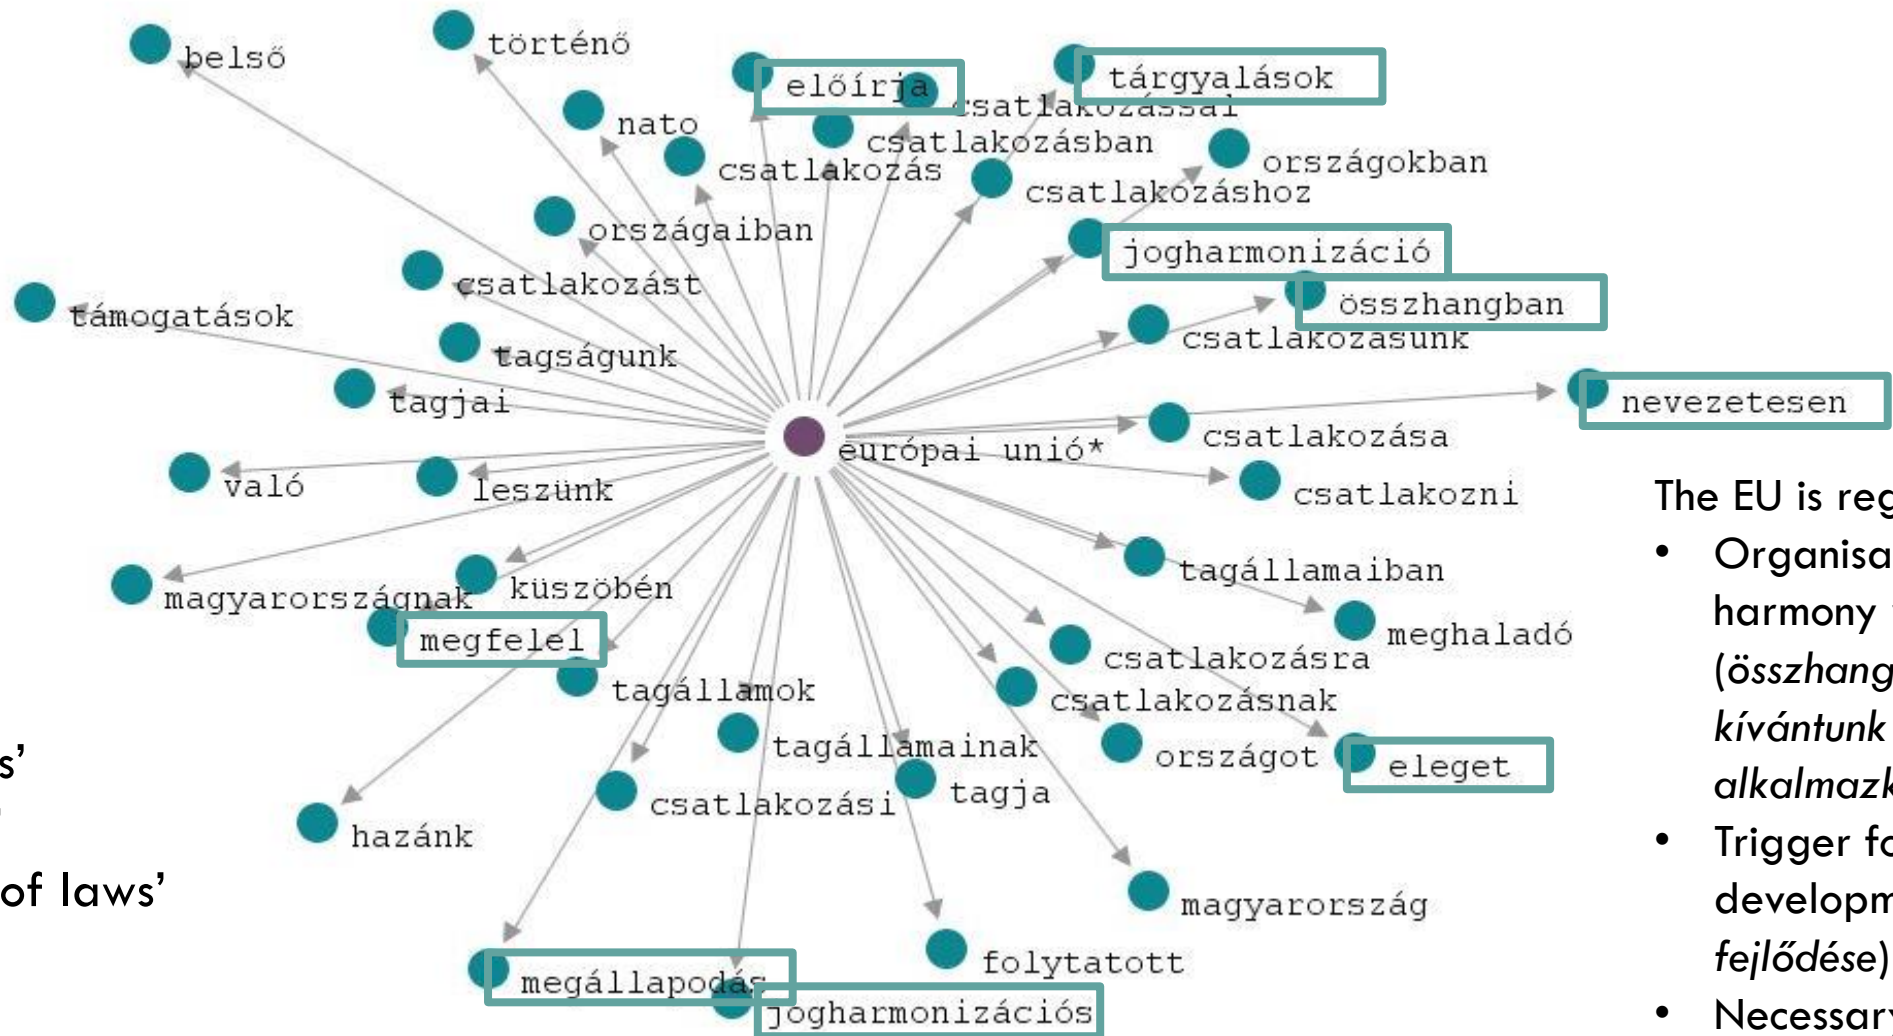 belső
történő
előírja
tárgyalások
nato
csatlakozással
csatlakozásban
csatlakozás
országokban
csatlakozáshoz
országaiban
jogharmonizáció
csatlakozást
összhangban
támogatások
csatlakozásunk
tagságunk
tagjai
nevezetesen
csatlakozása
európai unió*
való
leszünk
csatlakozni
tagállamaiban
küszöbén
magyarországnak
meghaladó
megfelel
csatlakozásra
tagállamok
csatlakozásnak
tagállamainak
országot
eleget
tagja
csatlakozási
hazánk
magyarország
folytatott
megállapodás
jogharmonizációs
s’
of laws’
The EU is reg
• Organisa
harmony
(összhang
kívántunk
alkalmazk
• Trigger fo
developm
fejlődése)
• Necessary